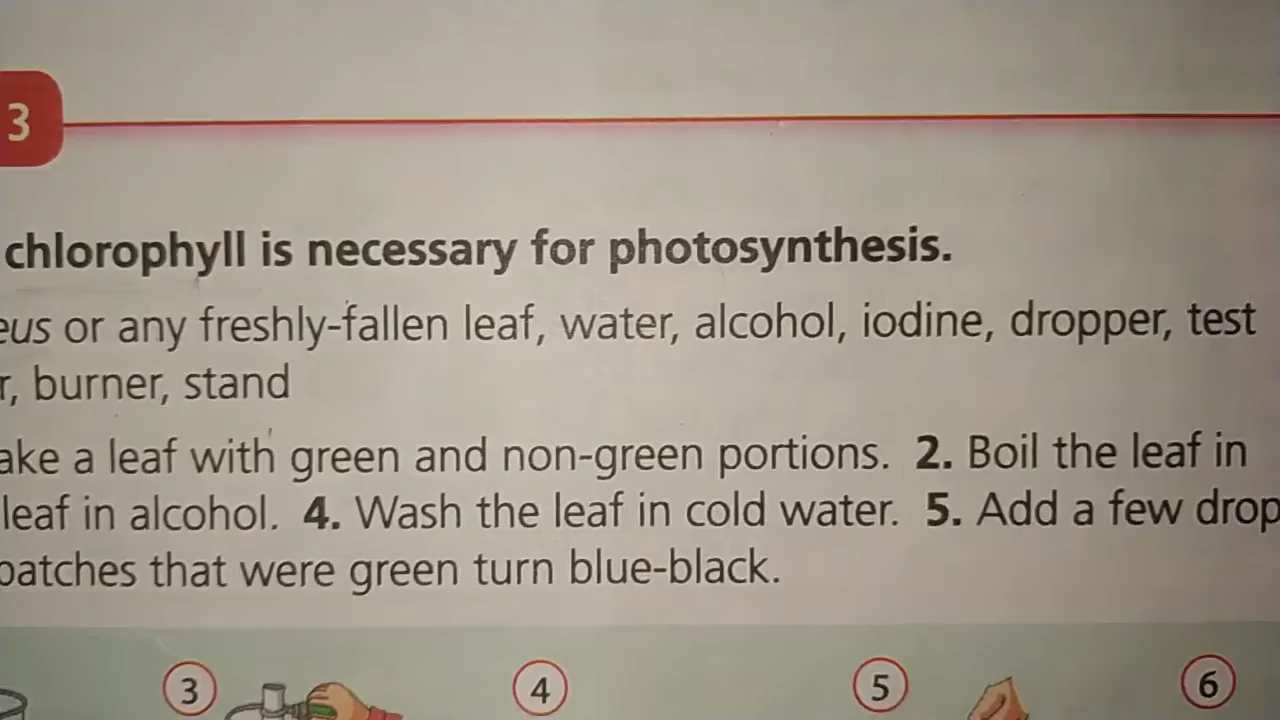 3
chlorophyll is necessary for photosynthesis.
eus or any freshly-fallen leaf, water, alcohol, iodine, dropper, test
r, burner, stand
ake a leaf with green and non-green portions. 2. Boil the leaf in
leaf in alcohol. 4. Wash the leaf in cold water. 5. Add a few drop
patches that were green turn blue-black.
3 4 5 6